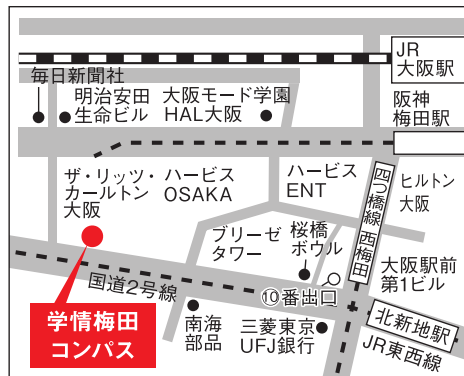 JR
大阪駅
毎日新聞社
明治安田
生命ビル
大阪モード学園
HAL大阪
阪神
梅田駅
ザ・リッツ・
カールトン
大阪
ハービス
OSAKA
ハービス
ENT
四つ橋線 西梅田
ヒルトン
大阪
ブリーゼ
タワー
桜橋
ボウル
大阪駅前
第1ビル
国道2号線
⑩番出口
北新地駅
JR東西線
学情梅田
コンパス
南海
部品
三菱東京
UFJ銀行